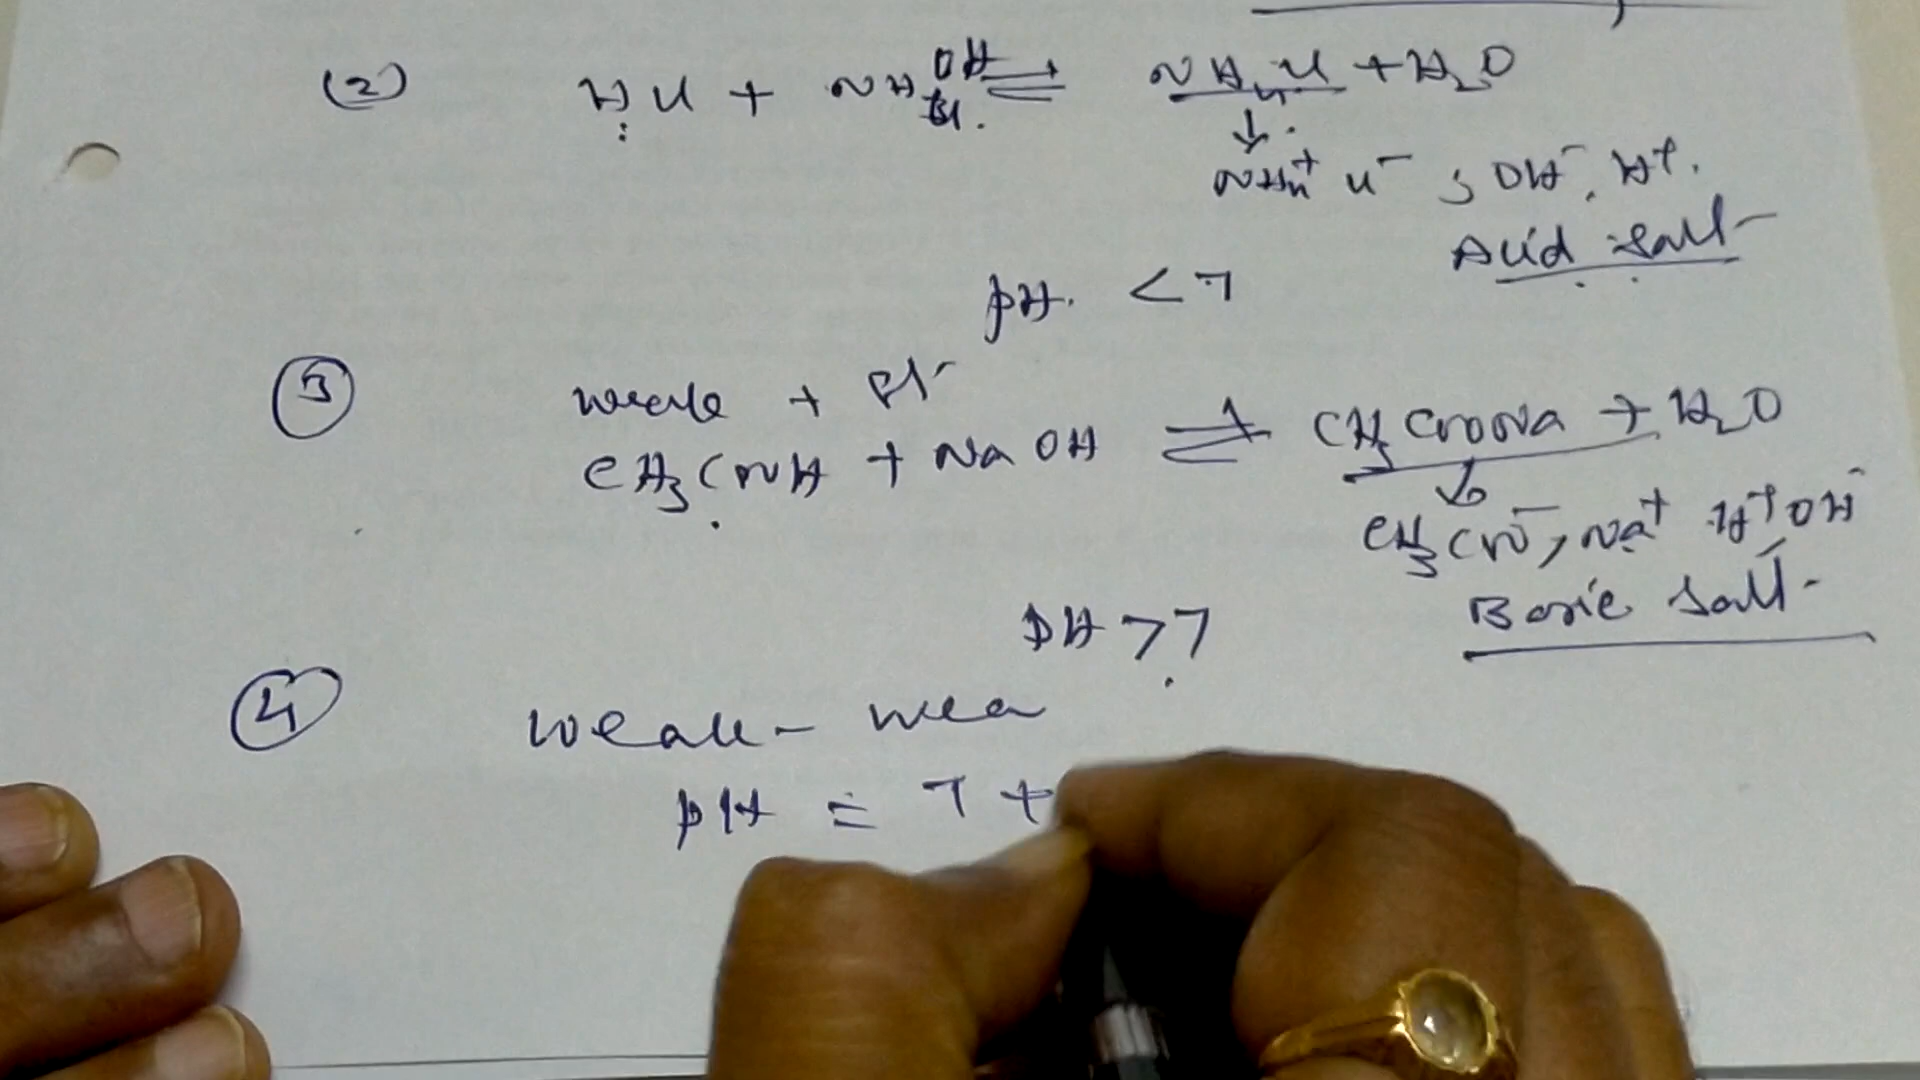 (2) HCl + NH4OH ⇌ NH4Cl + H2O
↓
NH4+ Cl- ; OH-, H+.
Acid salt
pH. < 7
(3) weak + St
CH3COOH + NaOH ⇌ CH3COONa + H2O
↓
CH3COO-, Na+ H+ OH-
Basic Salt
pH > 7
(4) weak - wea
pH = 7 +